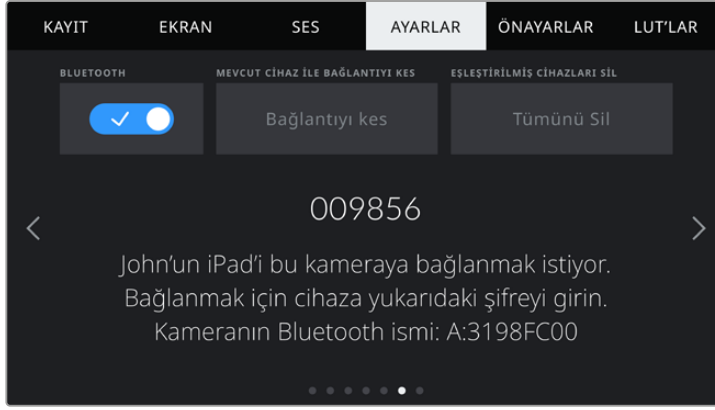 KAYIT EKRAN SES AYARLAR ÖNAYARLAR LUT'LAR
BLUETOOTH MEVCUT CİHAZ İLE BAĞLANTIYI KES EŞLEŞTİRİLMİŞ CİHAZLARI SİL
Bağlantıyı kes Tümünü Sil
009856
John'un iPad'i bu kameraya bağlanmak istiyor.
Bağlanmak için cihaza yukarıdaki şifreyi girin.
Kameranın Bluetooth ismi: A:3198FC00